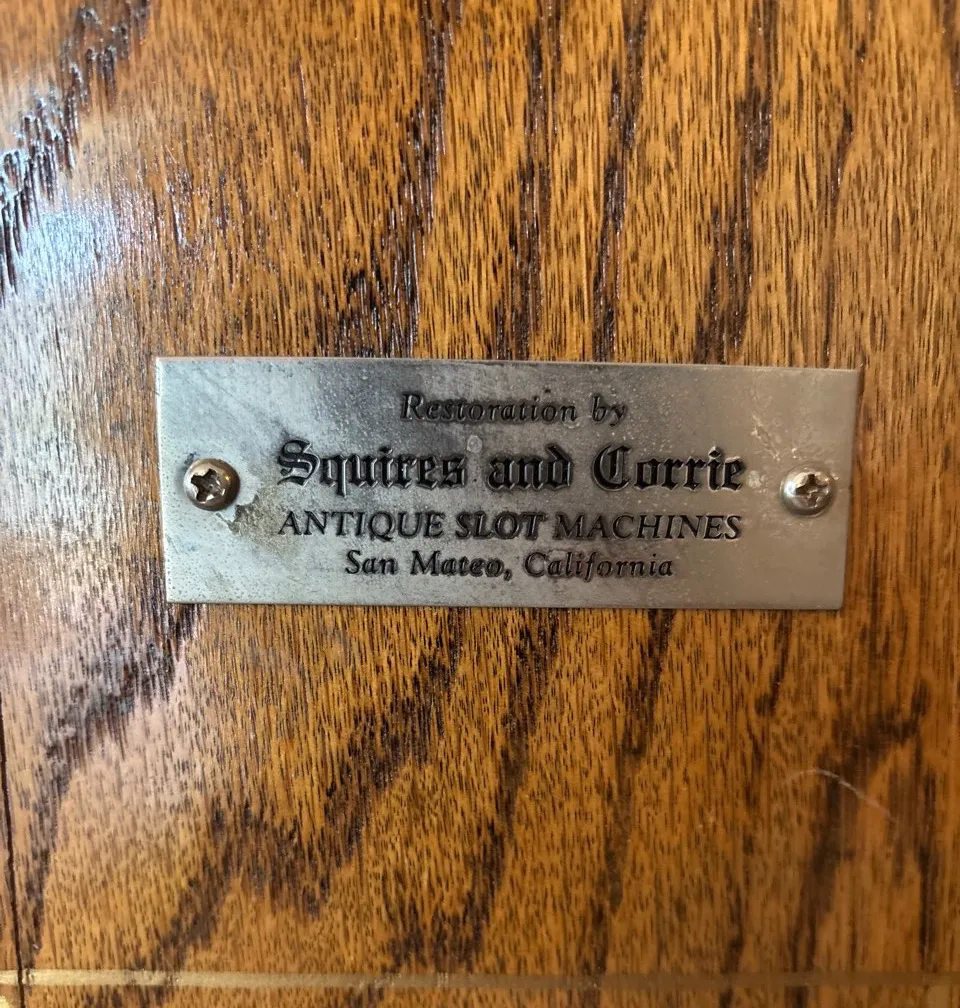 Restoration by
Squires and Corrie
ANTIQUE SLOT MACHINES
San Mateo, California